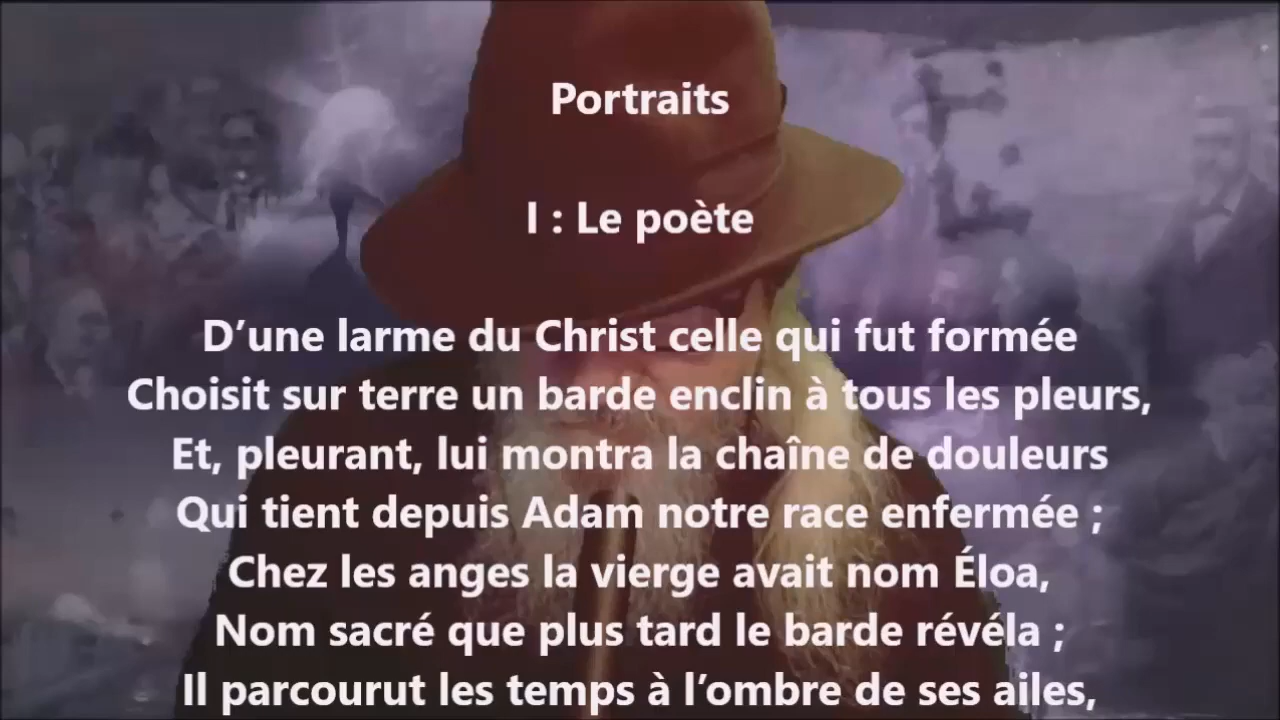 Portraits
I : Le poète
D’une larme du Christ celle qui fut formée
Choisit sur terre un barde enclin à tous les pleurs,
Et, pleurant, lui montra la chaîne de douleurs
Qui tient depuis Adam notre race enfermée ;
Chez les anges la vierge avait nom Éloa,
Nom sacré que plus tard le barde révéla ;
Il parcourut les temps à l’ombre de ses ailes,